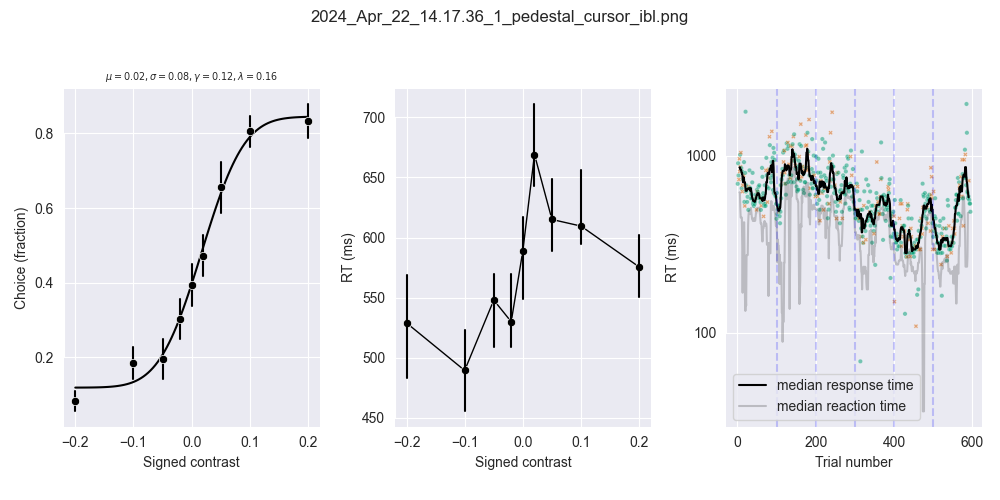 2024_Apr_22_14.17.36_1_pedestal_cursor_ibl.png
μ = 0.02, σ = 0.08, γ = 0.12, λ = 0.16
Choice (fraction)
0.8
0.6
0.4
0.2
−0.2 −0.1 0.0 0.1 0.2
Signed contrast
RT (ms)
700
650
600
550
500
450
−0.2 −0.1 0.0 0.1 0.2
Signed contrast
RT (ms)
1000
100
median response time
median reaction time
0 200 400 600
Trial number